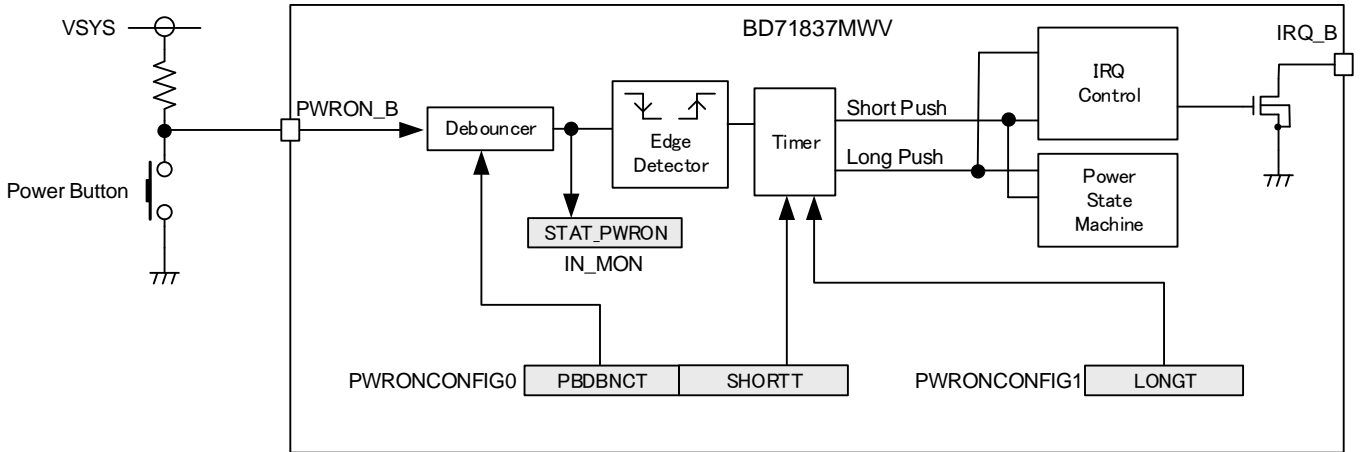 VSYS
BD71837MWV
IRQ_B
IRQ
Control
PWRON_B
Debouncer
Edge
Detector
Timer
Short Push
Long Push
Power
State
Machine
Power Button
STAT_PWRON
IN_MON
PWRONCONFIG0
PBDBNCT
SHORTT
PWRONCONFIG1
LONGT